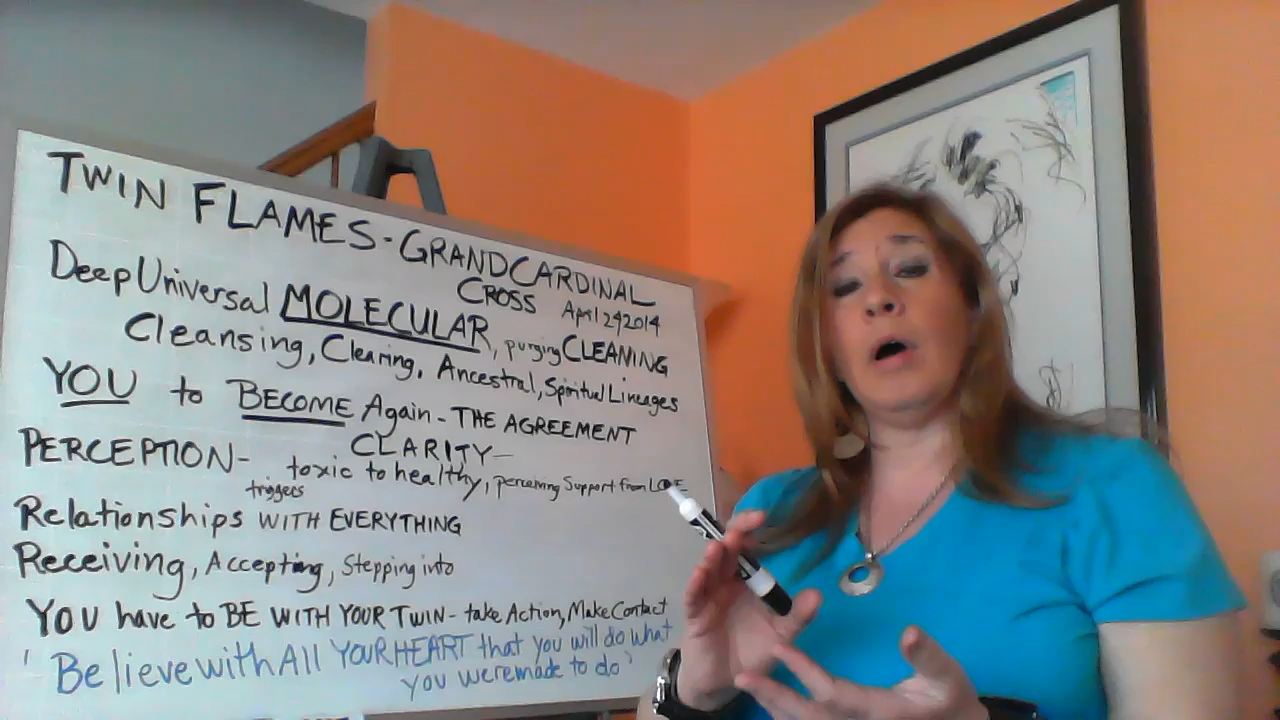 TWIN FLAMES - GRAND CARDINAL
CROSS April 24 2014
Deep Universal MOLECULAR, purging CLEANING
Cleansing, Clearing, Ancestral, Spiritual Lineages
YOU to BECOME Again - THE AGREEMENT
CLARITY -
PERCEPTION - toxic to healthy, perceiving Support from LOVE
triggers
Relationships WITH EVERYTHING
Receiving, Accepting, Stepping into
YOU have to BE WITH YOUR TWIN - take Action, Make Contact
'Believe with All YOUR HEART that you will do what
you were made to do'